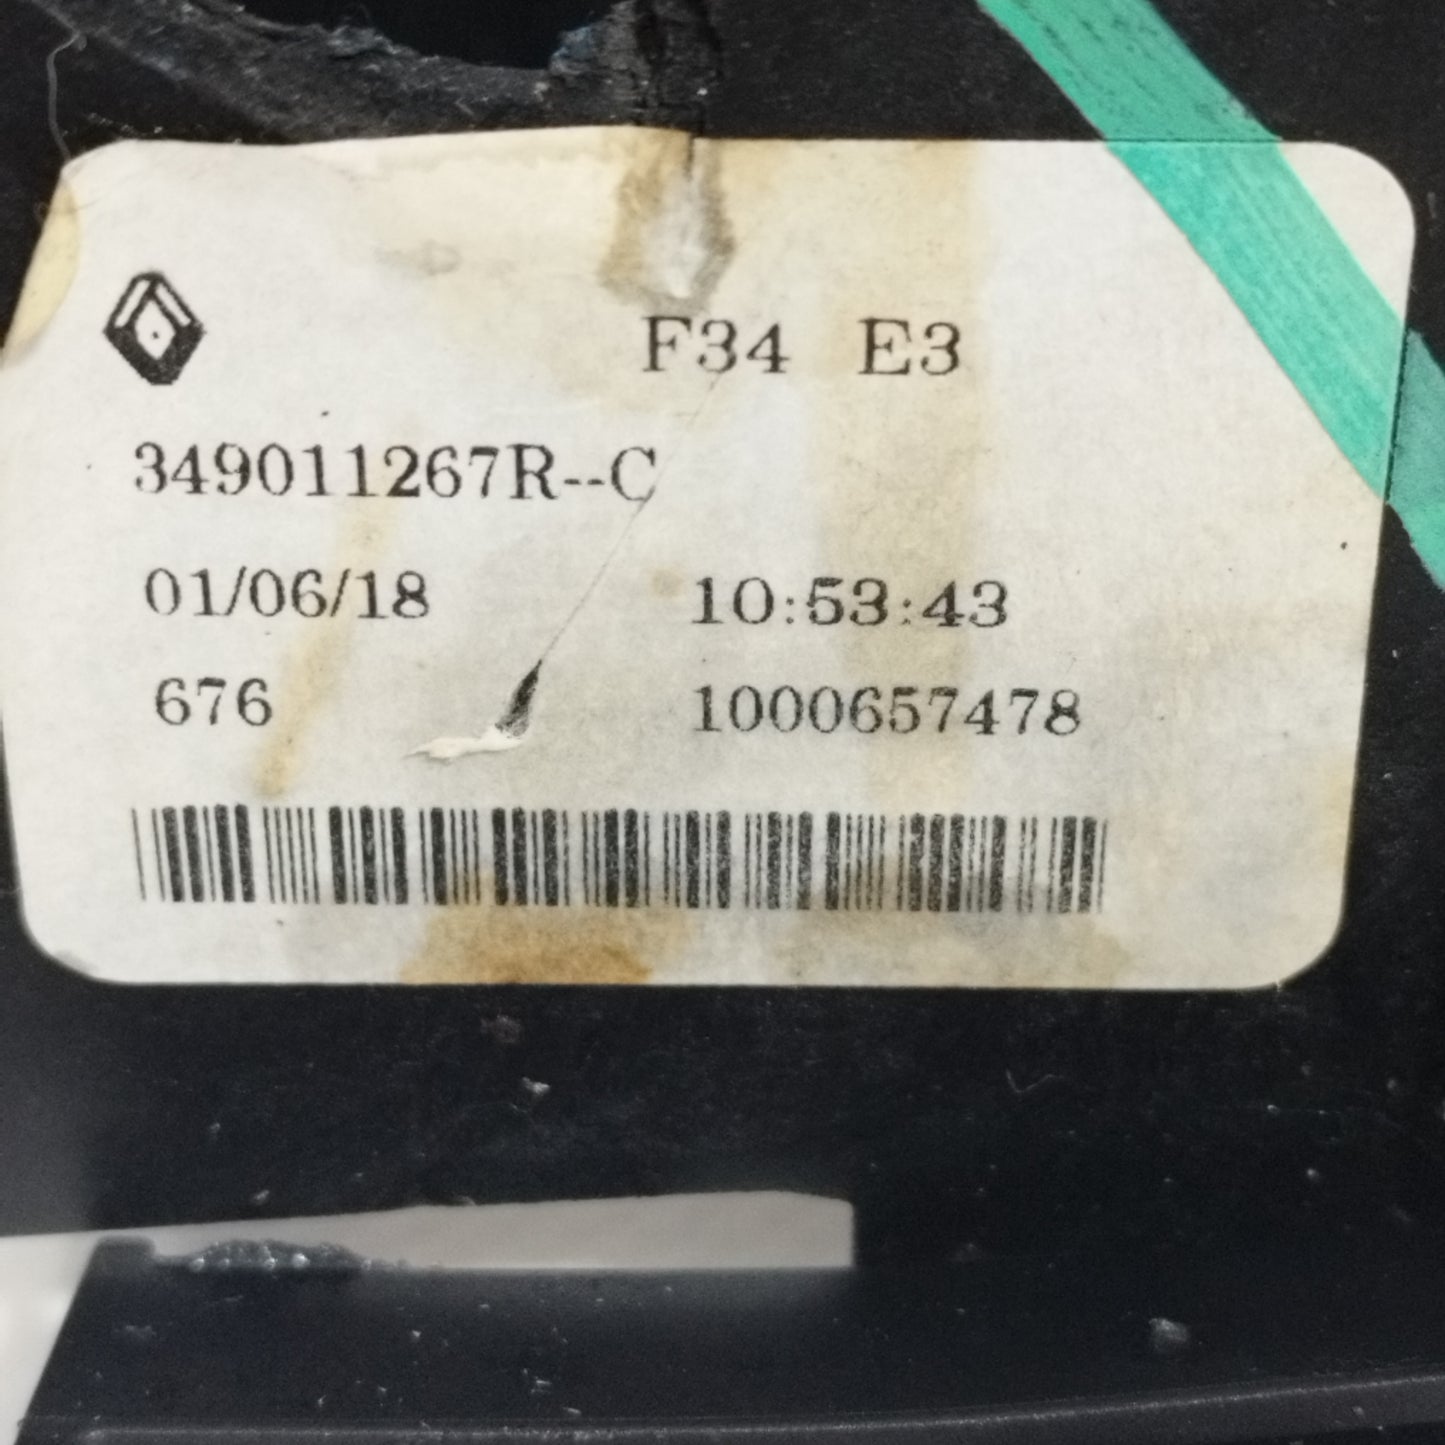 F34 E3
349011267R--C
01/06/18 10:53:43
676 1000657478